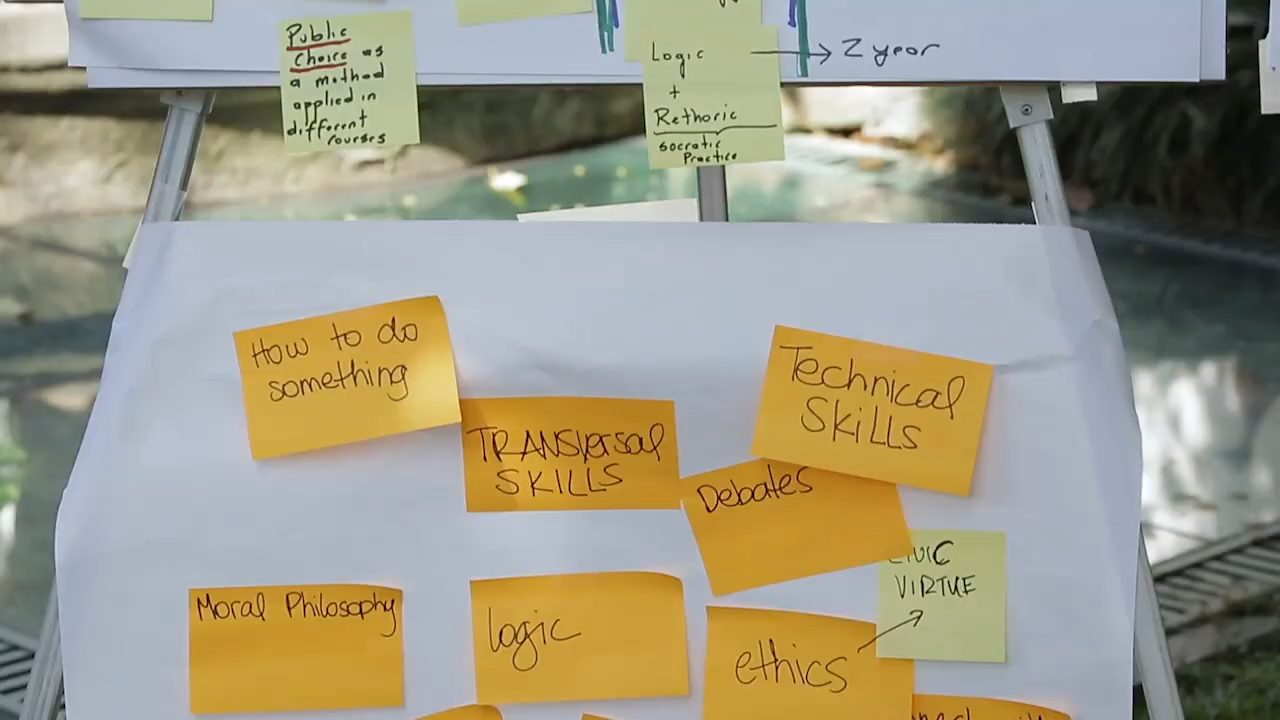 Public
Choice as
a method
applied in
different
courses
Logic → 2 year
+
Rethoric
Socratic
Practice
How to do
something
TRANSversal
SKILLS
Technical
SKILLS
Debates
CIVIC
VIRTUE
Moral Philosophy
logic
ethics